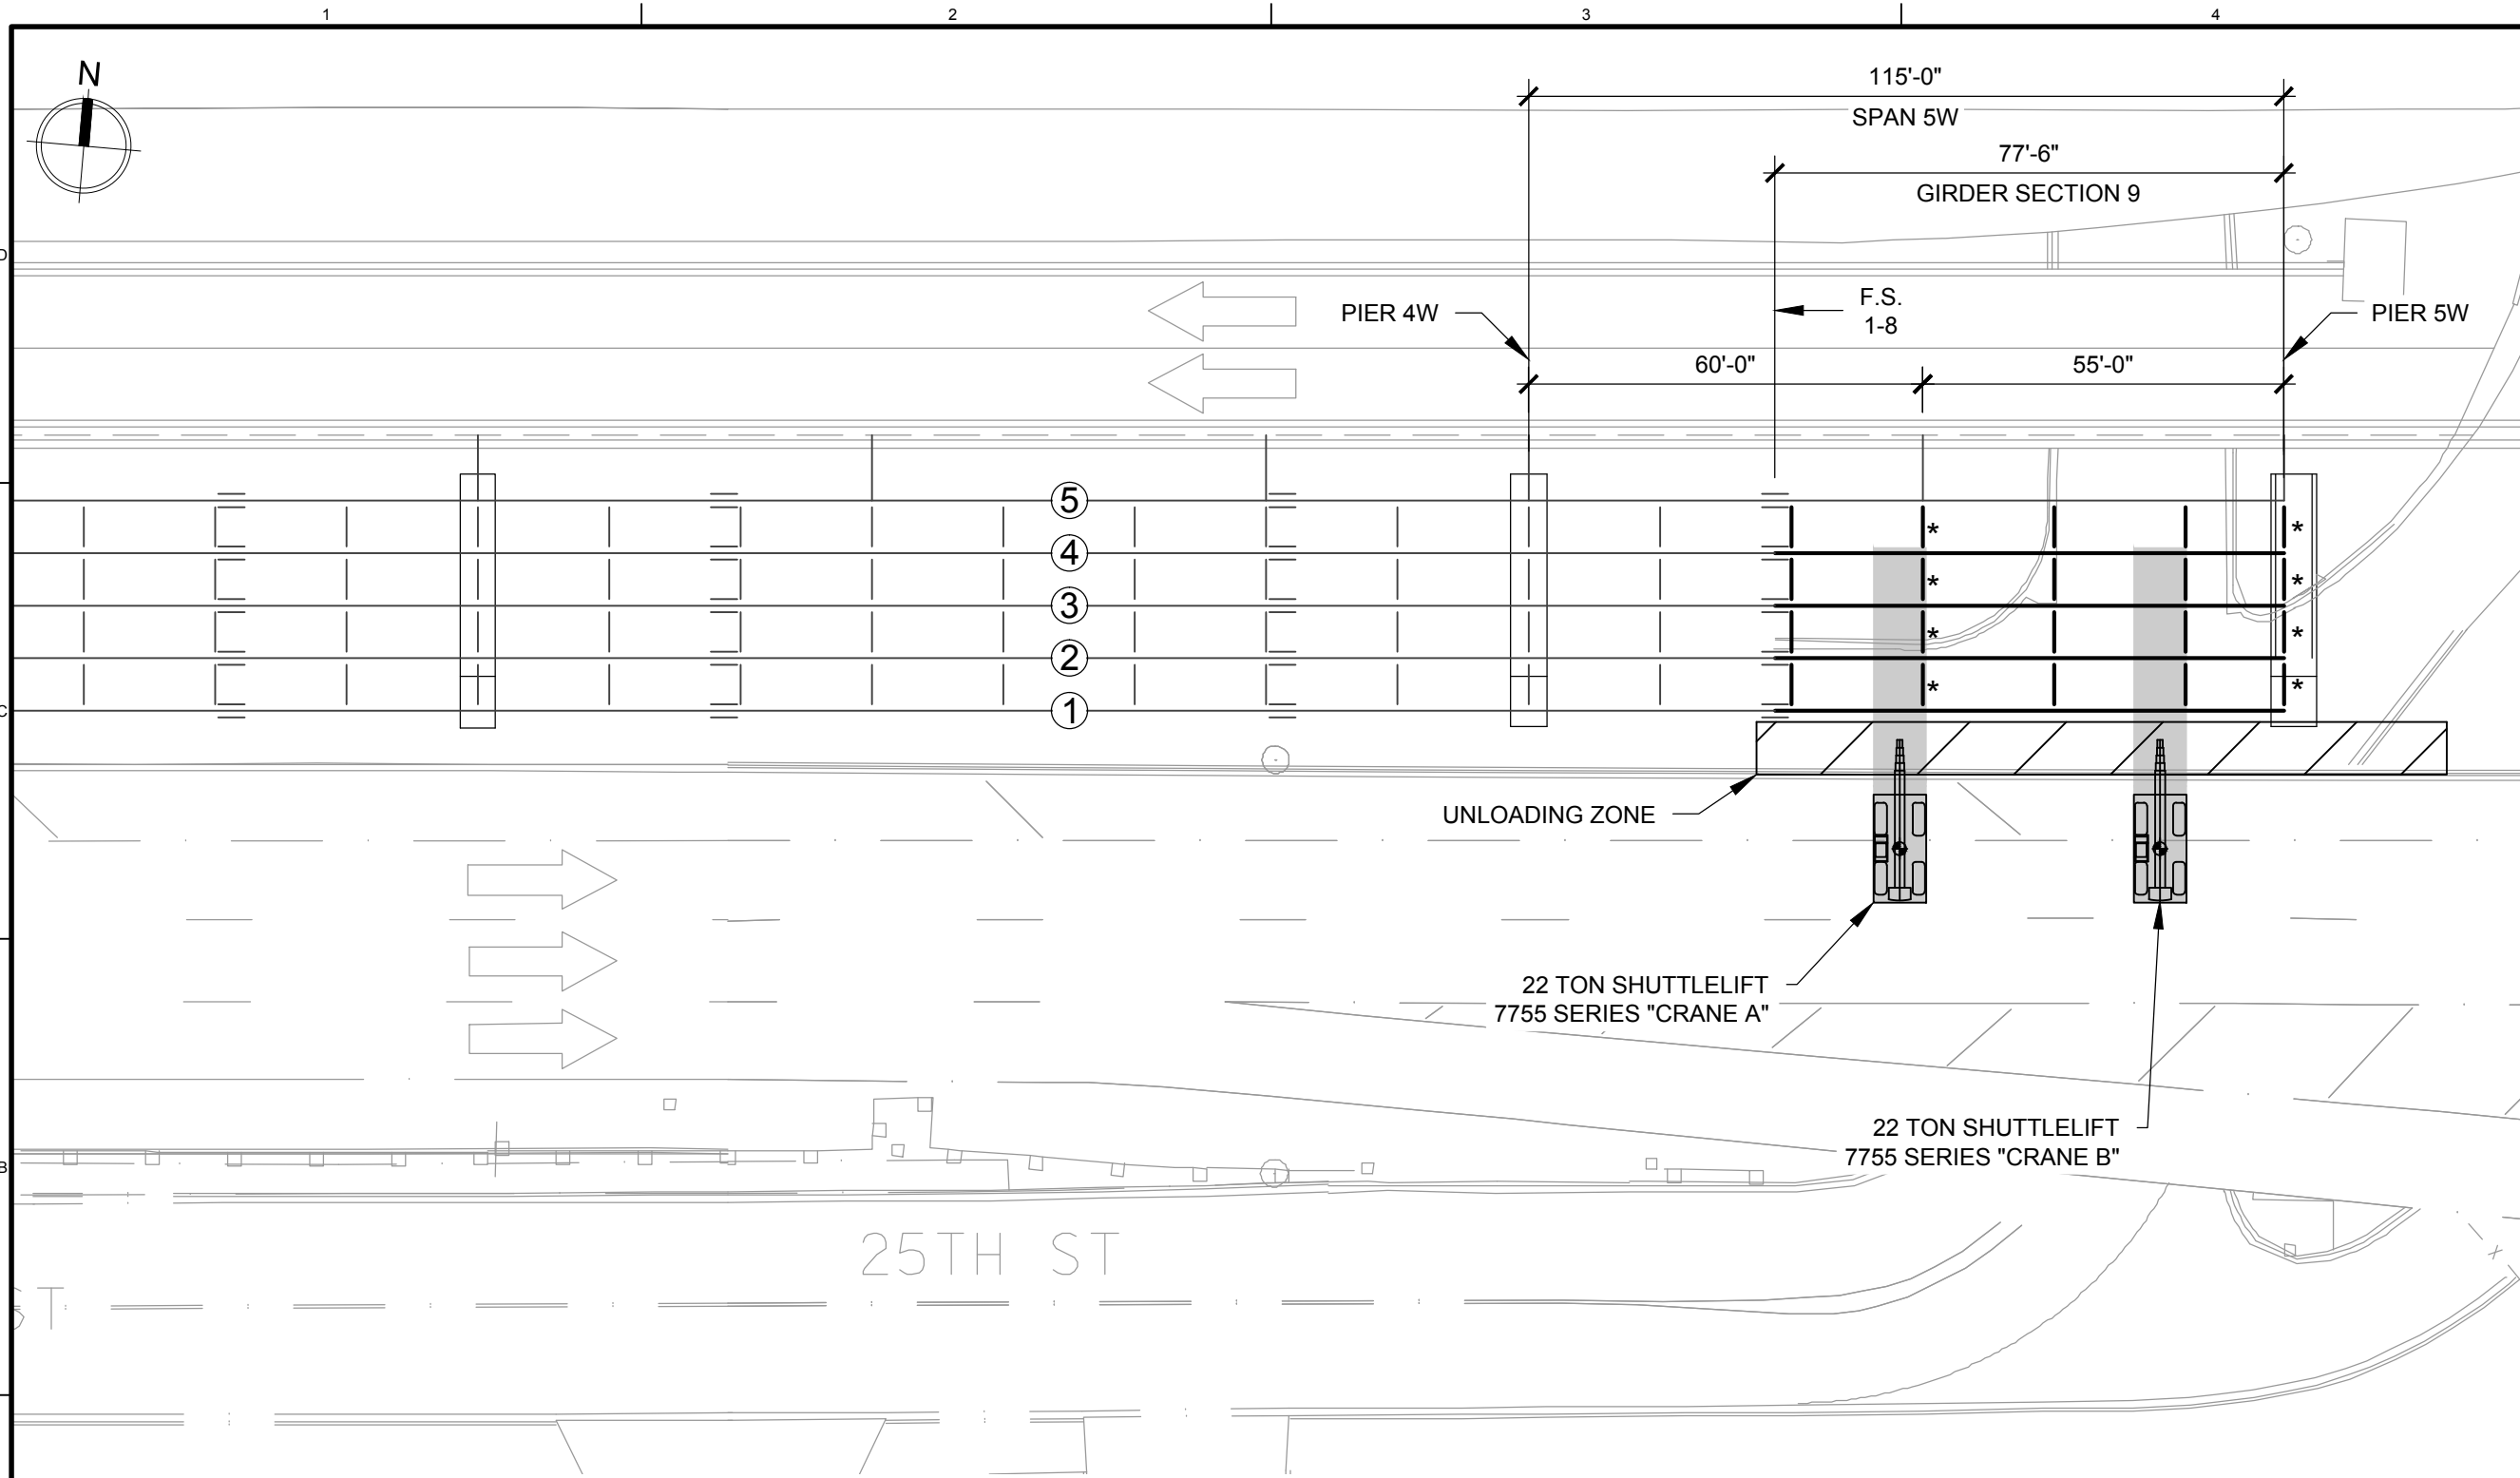 1
2
3
4
N
115'-0"
SPAN 5W
77'-6"
GIRDER SECTION 9
D
PIER 4W
F.S.
1-8
PIER 5W
60'-0"
55'-0"
5
*
*
4
*
*
3
*
*
2
*
*
1
C
UNLOADING ZONE
22 TON SHUTTLELIFT
7755 SERIES "CRANE A"
22 TON SHUTTLELIFT
7755 SERIES "CRANE B"
B
25TH ST
ST